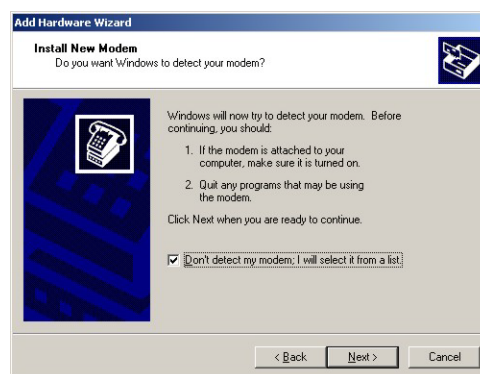 Add Hardware Wizard
Install New Modem
Do you want Windows to detect your modem?
Windows will now try to detect your modem. Before
continuing, you should:
1. If the modem is attached to your
computer, make sure it is turned on.
2. Quit any programs that may be using
the modem.
Click Next when you are ready to continue.
Don't detect my modem; I will select it from a list.
< Back
Next >
Cancel